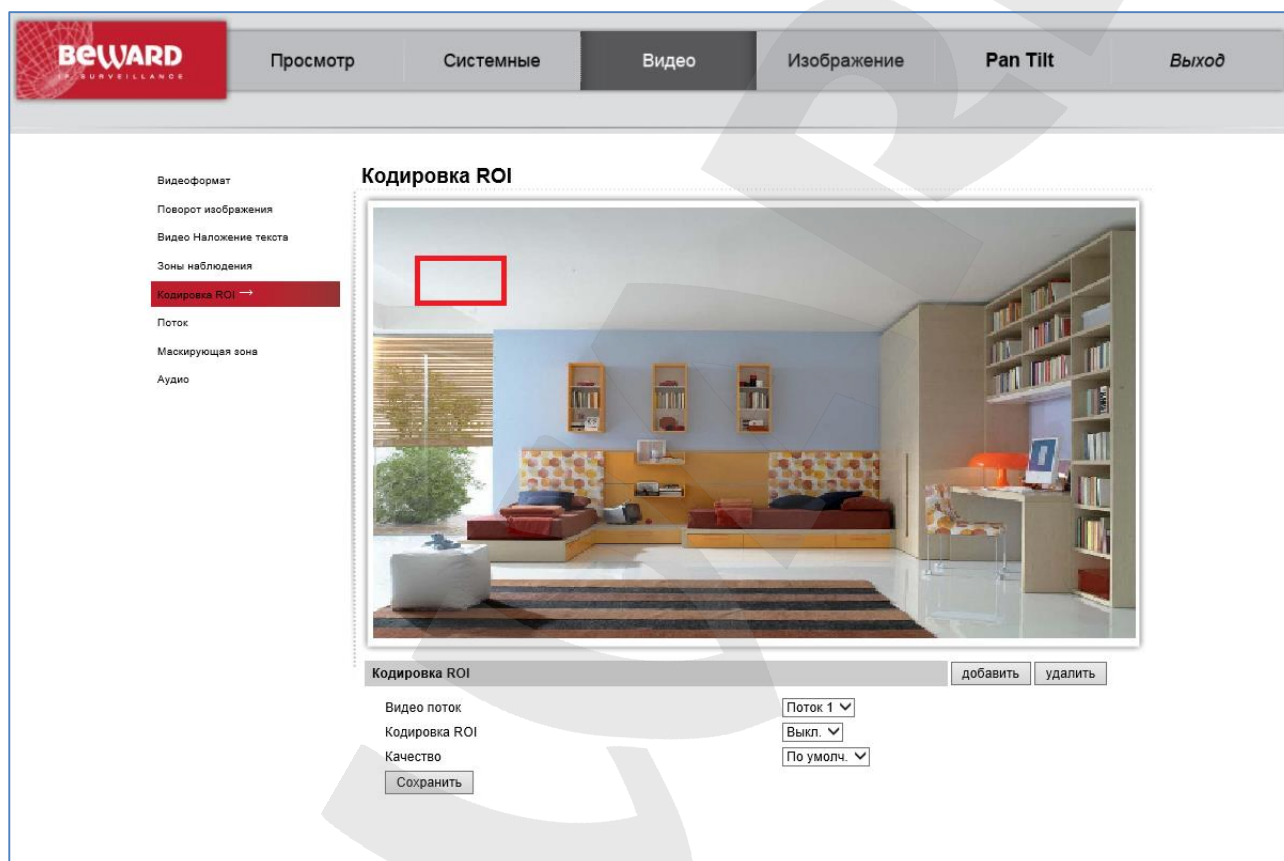 BEWARD
IP SURVEILLANCE
Просмотр
Системные
Видео
Изображение
Pan Tilt
Выход
Видеоформат
Поворот изображения
Видео Наложение текста
Зоны наблюдения
Кодировка ROI →
Поток
Маскирующая зона
Аудио
Кодировка ROI
Кодировка ROI
добавить
удалить
Видео поток
Поток 1
Кодировка ROI
Выкл.
Качество
По умолч.
Сохранить